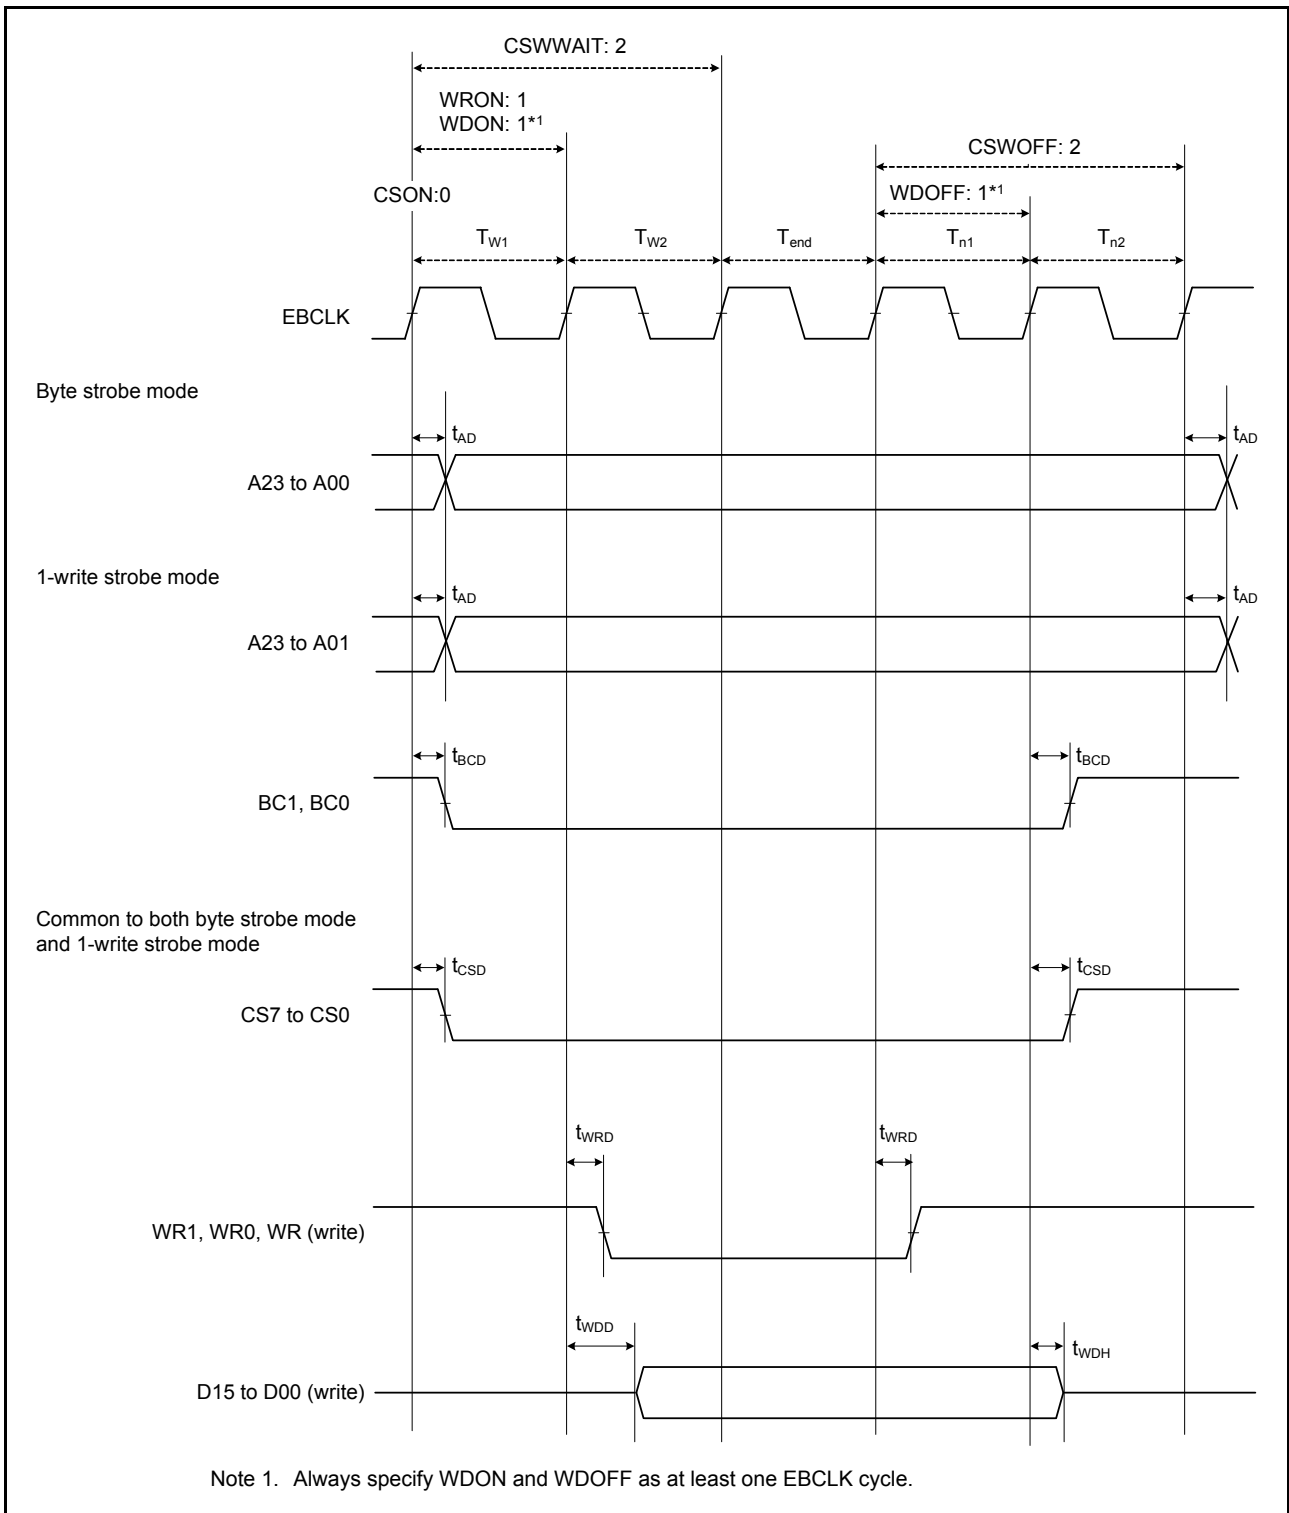 CSWWAIT: 2
WRON: 1
WDON: 1*1
CSWOFF: 2
WDOFF: 1*1
CSON:0
TW1 TW2 Tend Tn1 Tn2
EBCLK
Byte strobe mode
tAD tAD
A23 to A00
1-write strobe mode
tAD tAD
A23 to A01
tBCD tBCD
BC1, BC0
Common to both byte strobe mode
and 1-write strobe mode
tCSD tCSD
CS7 to CS0
tWRD tWRD
WR1, WR0, WR (write)
tWDD
tWDH
D15 to D00 (write)
Note 1. Always specify WDON and WDOFF as at least one EBCLK cycle.